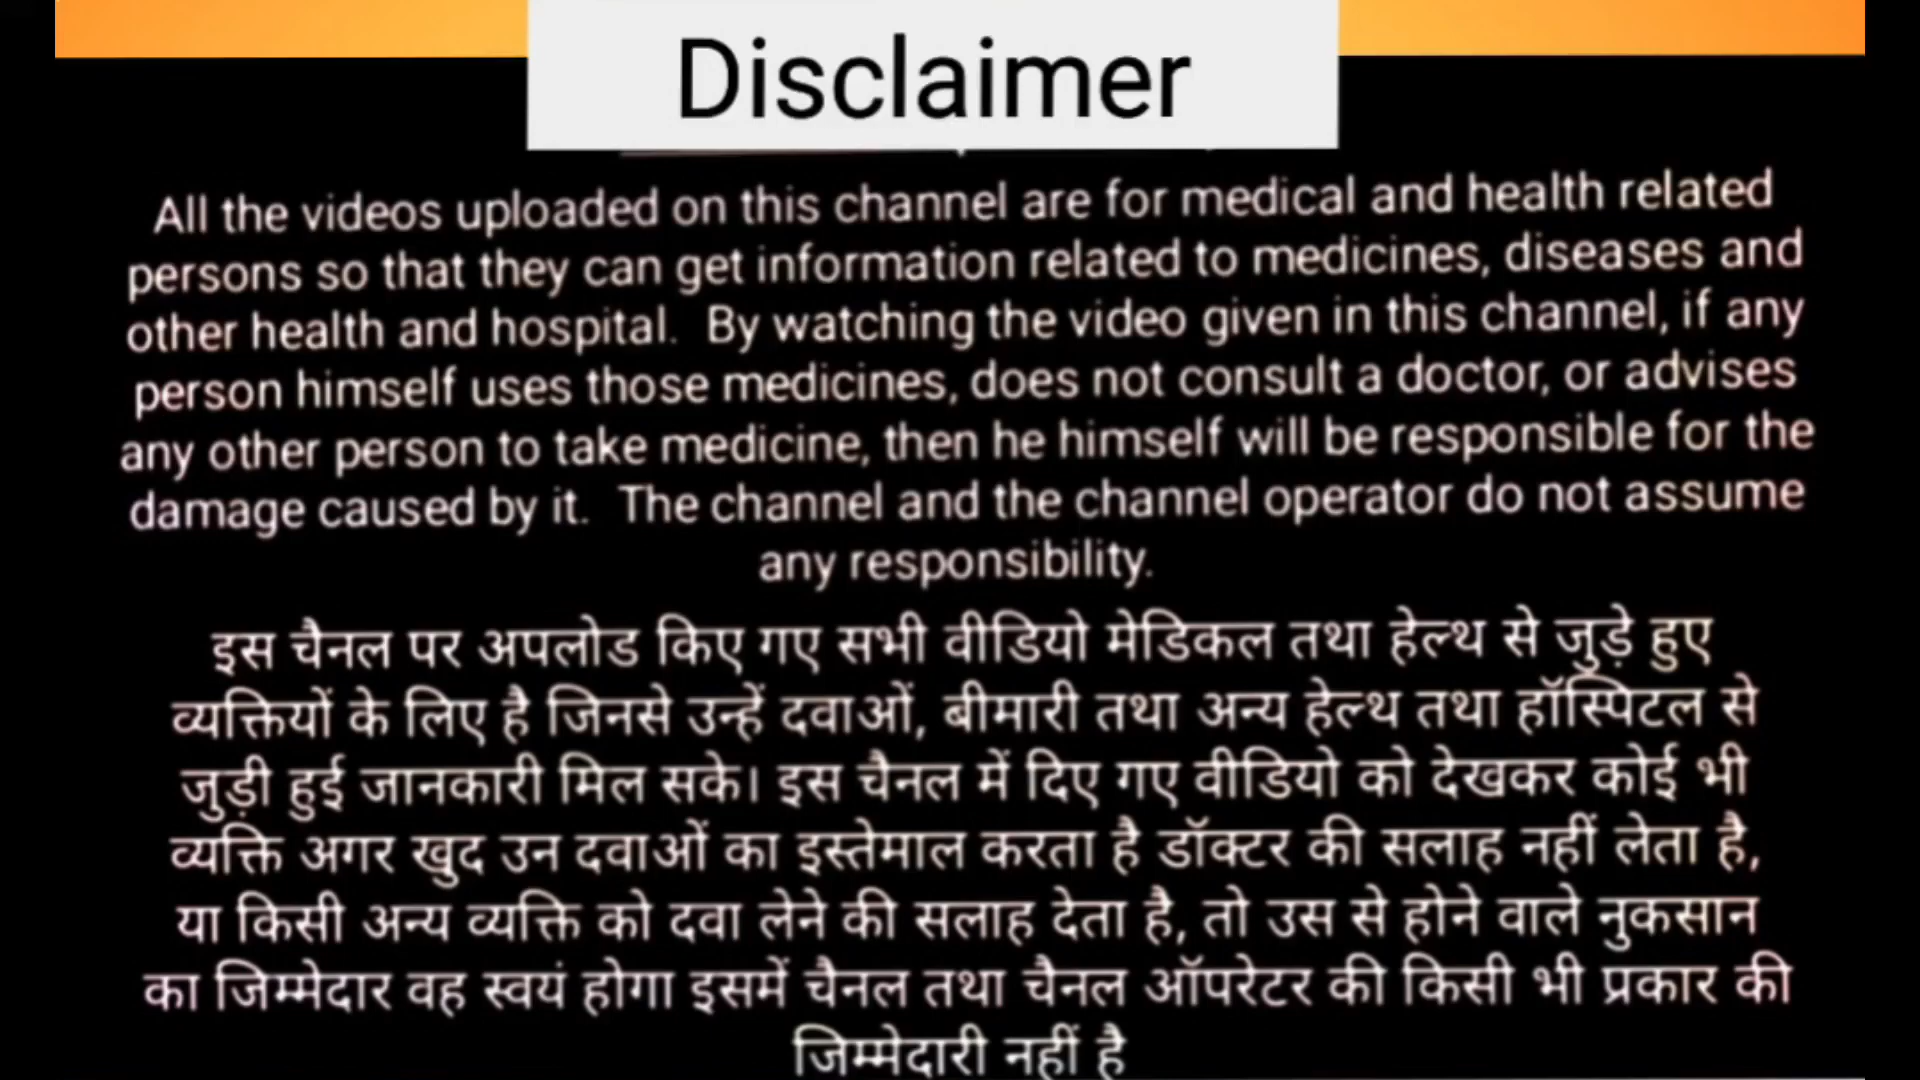 Disclaimer
All the videos uploaded on this channel are for medical and health related
persons so that they can get information related to medicines, diseases and
other health and hospital. By watching the video given in this channel, if any
person himself uses those medicines, does not consult a doctor, or advises
any other person to take medicine, then he himself will be responsible for the
damage caused by it. The channel and the channel operator do not assume
any responsibility.
इस चैनल पर अपलोड किए गए सभी वीडियो मेडिकल तथा हेल्थ से जुड़े हुए
व्यक्तियों के लिए है जिनसे उन्हें दवाओं, बीमारी तथा अन्य हेल्थ तथा हॉस्पिटल से
जुड़ी हुई जानकारी मिल सके। इस चैनल में दिए गए वीडियो को देखकर कोई भी
व्यक्ति अगर खुद उन दवाओं का इस्तेमाल करता है डॉक्टर की सलाह नहीं लेता है,
या किसी अन्य व्यक्ति को दवा लेने की सलाह देता है, तो उस से होने वाले नुकसान
का जिम्मेदार वह स्वयं होगा इसमें चैनल तथा चैनल ऑपरेटर की किसी भी प्रकार की
जिम्मेदारी नहीं है